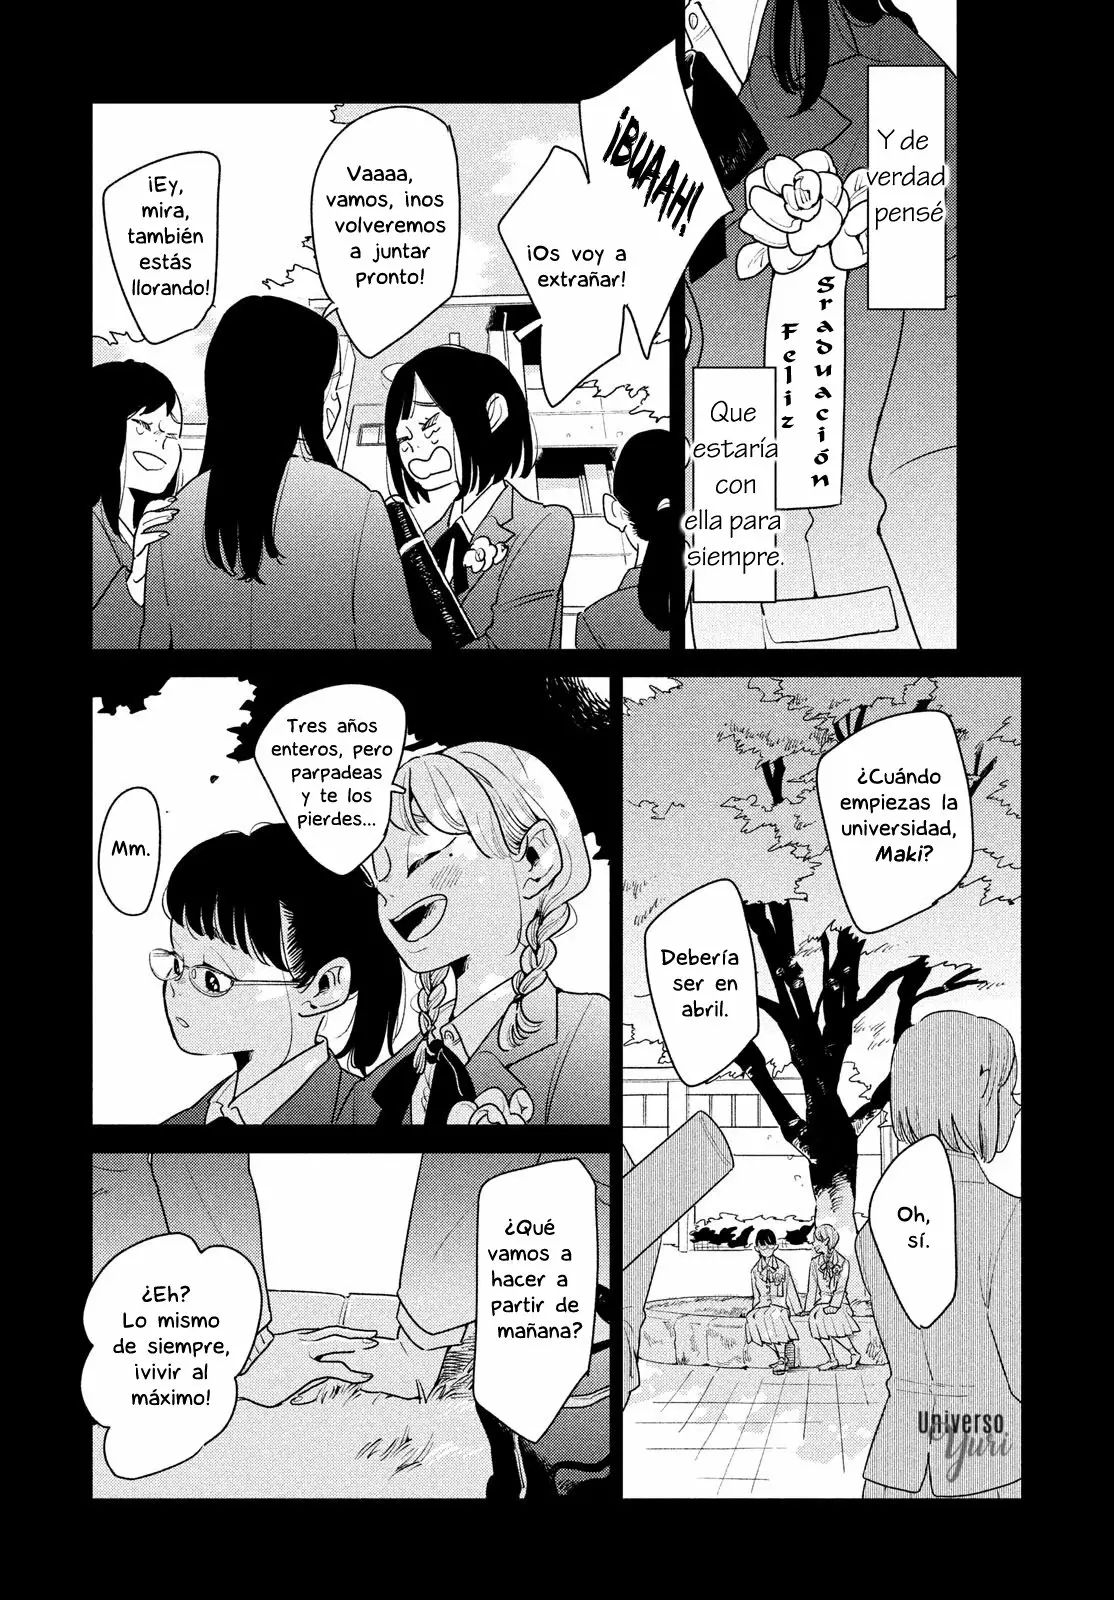 Y de
verdad
pensé
Sraduación
Feliz
Que
estaría
con
ella para
siempre.
¡BUAAH!
¡Os voy a
extrañar!
Vaaaa,
vamos, ¡nos
volveremos
a juntar
pronto!
¡Ey,
mira,
también
estás
llorando!
¿Cuándo
empiezas la
universidad,
Maki?
Debería
ser en
abril.
Oh,
sí.
Tres años
enteros, pero
parpadeas
y te los
pierdes...
Mm.
¿Qué
vamos a
hacer a
partir de
mañana?
¿Eh?
Lo mismo
de siempre,
¡vivir al
máximo!
Universo
Yuri